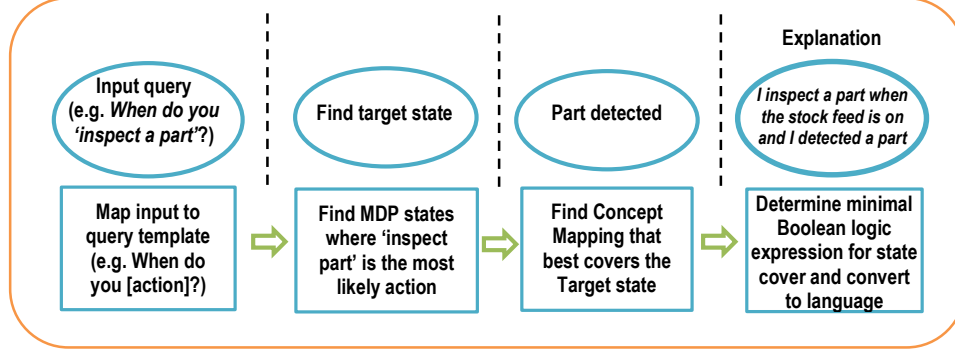 Explanation
Input query
(e.g. When do you
‘inspect a part’?)
Find target state
Part detected
I inspect a part when
the stock feed is on
and I detected a part
Map input to
query template
(e.g. When do
you [action]?)
Find MDP states
where ‘inspect
part’ is the most
likely action
Find Concept
Mapping that
best covers the
Target state
Determine minimal
Boolean logic
expression for state
cover and convert
to language